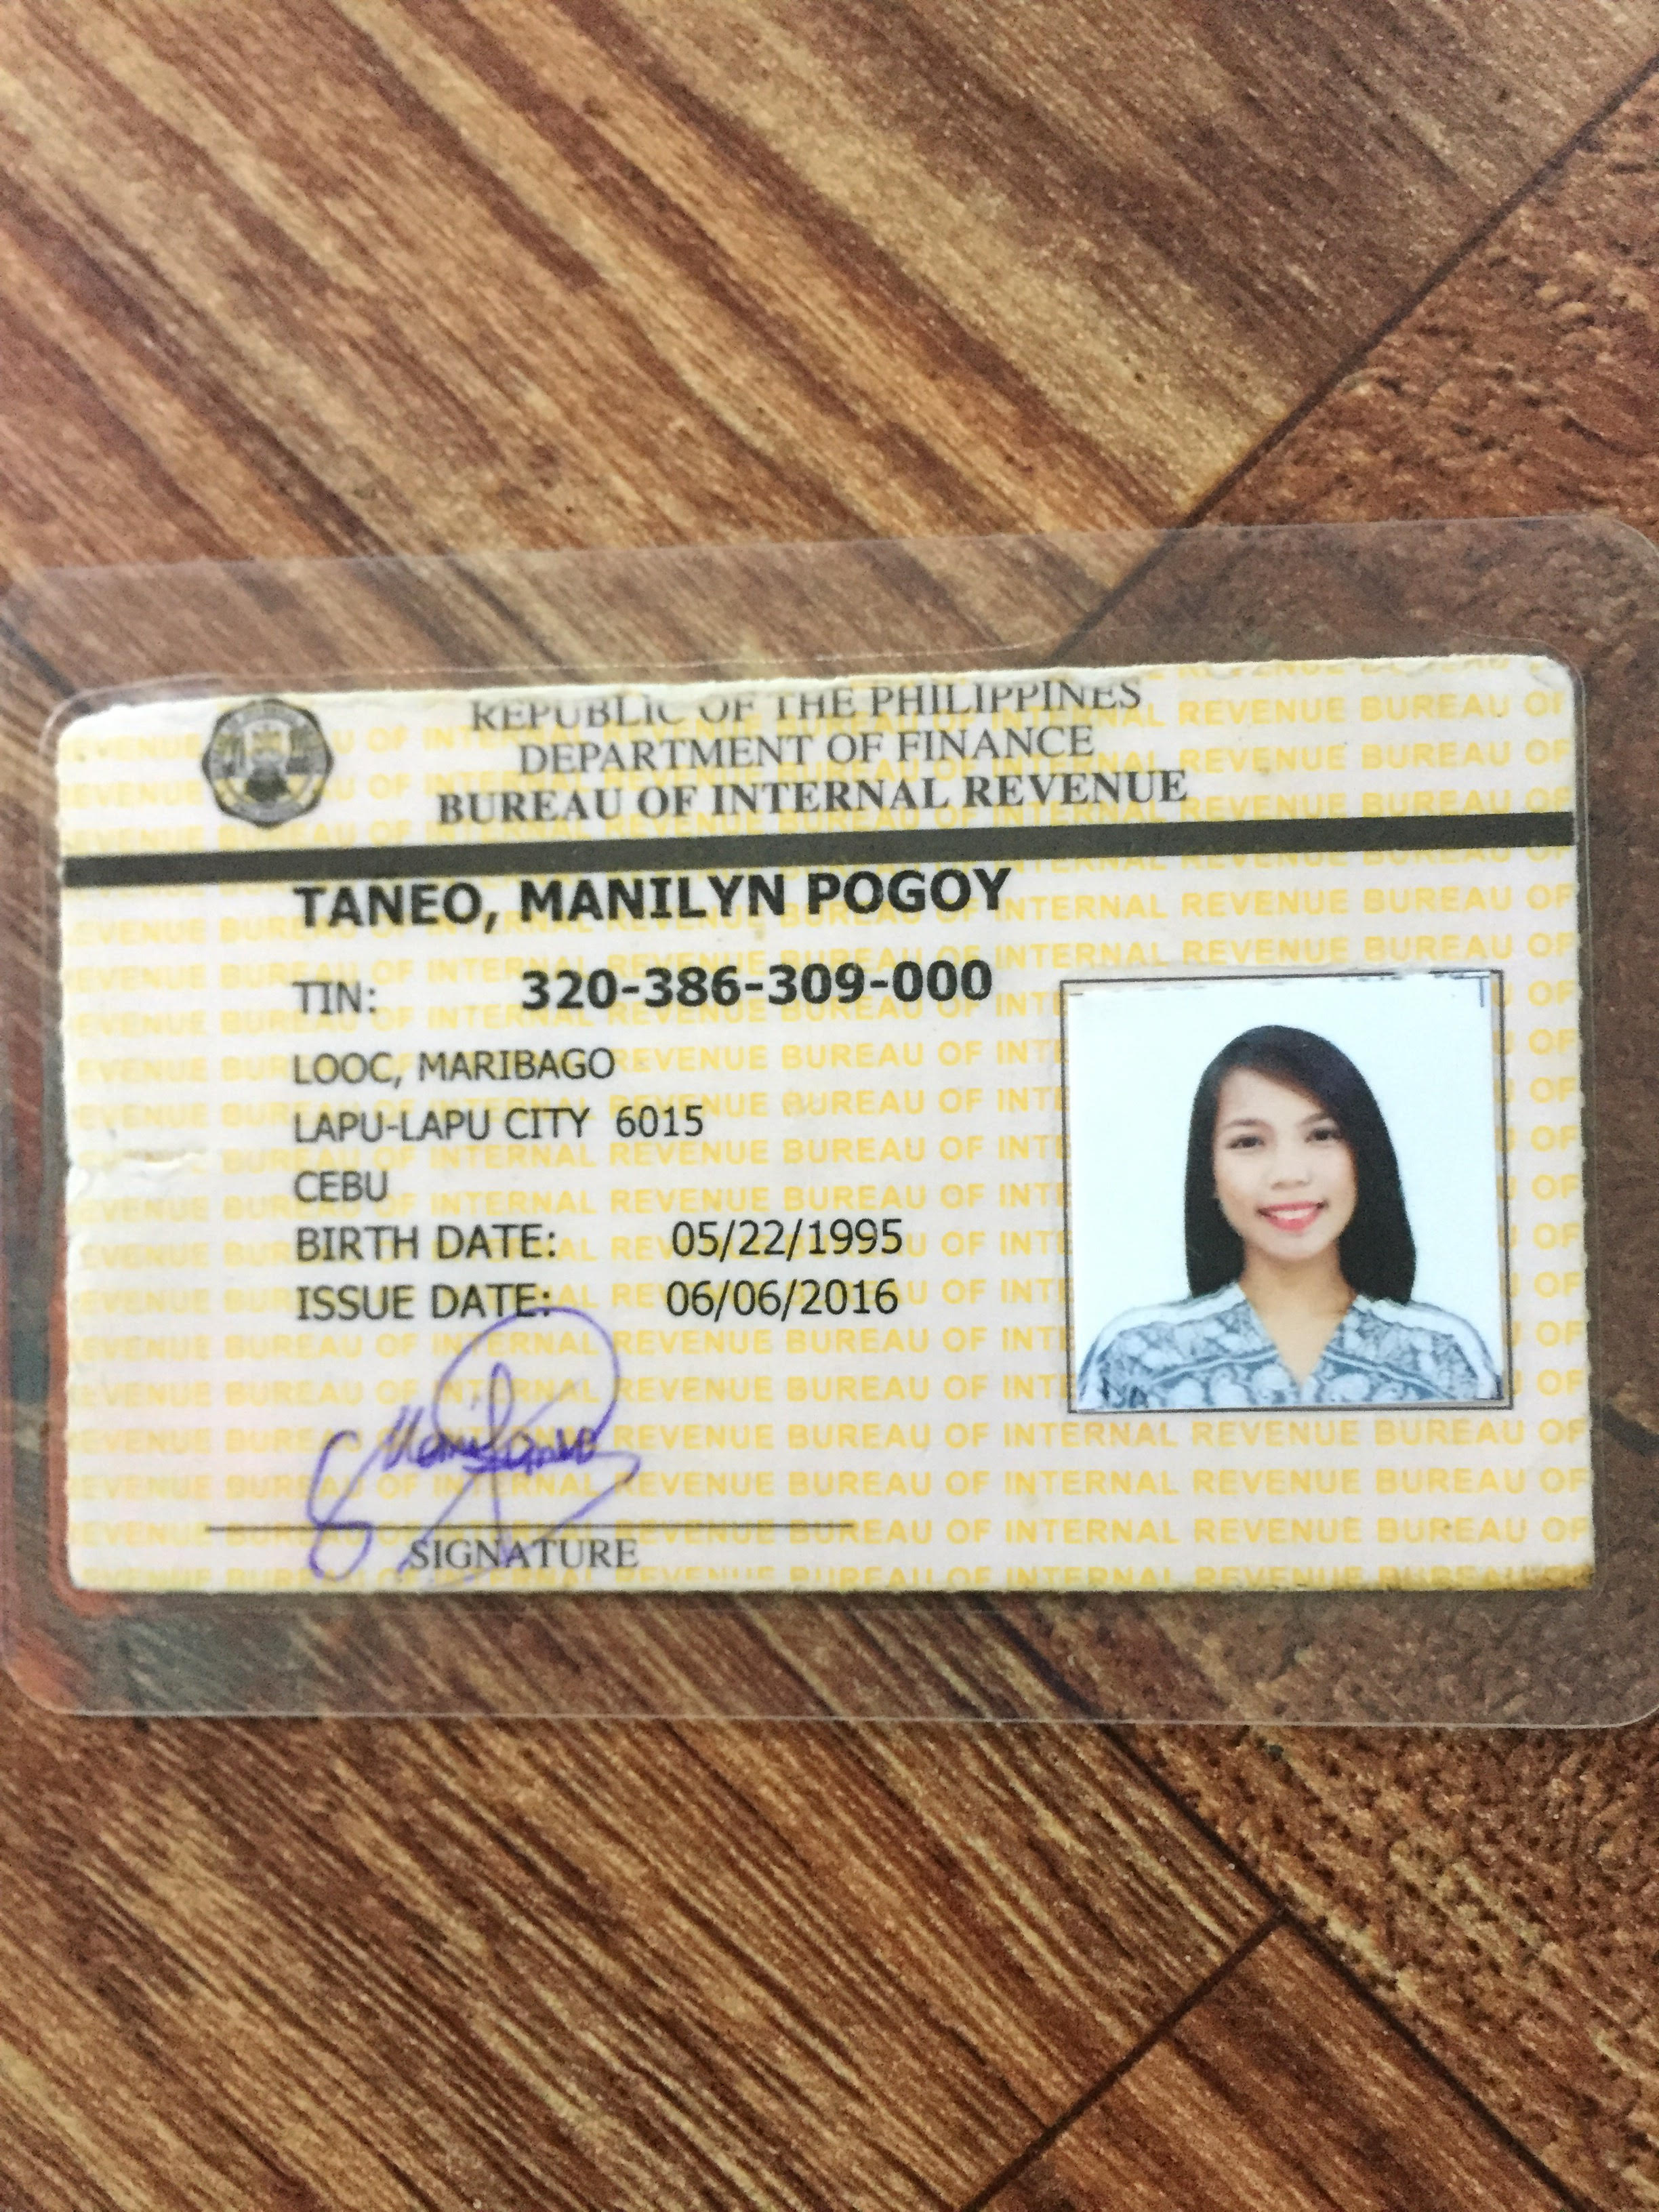 REPUBLIC OF THE PHILIPPINES
DEPARTMENT OF FINANCE
BUREAU OF INTERNAL REVENUE
TANEO, MANILYN POGOY
TIN: 320-386-309-000
LOOC, MARIBAGO
LAPU-LAPU CITY 6015
CEBU
BIRTH DATE: 05/22/1995
ISSUE DATE: 06/06/2016
SIGNATURE